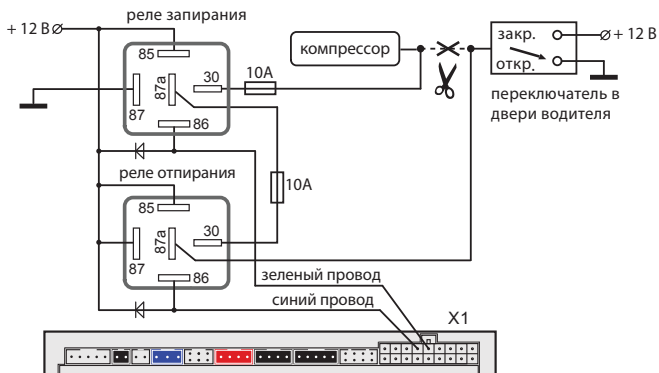 реле запирания
+ 12 В
85
30
87а
87
86
10А
компрессор
закр.
откр.
+ 12 В
переключатель в
двери водителя
реле отпирания
10А
85
30
87а
87
86
зеленый провод
синий провод
X1